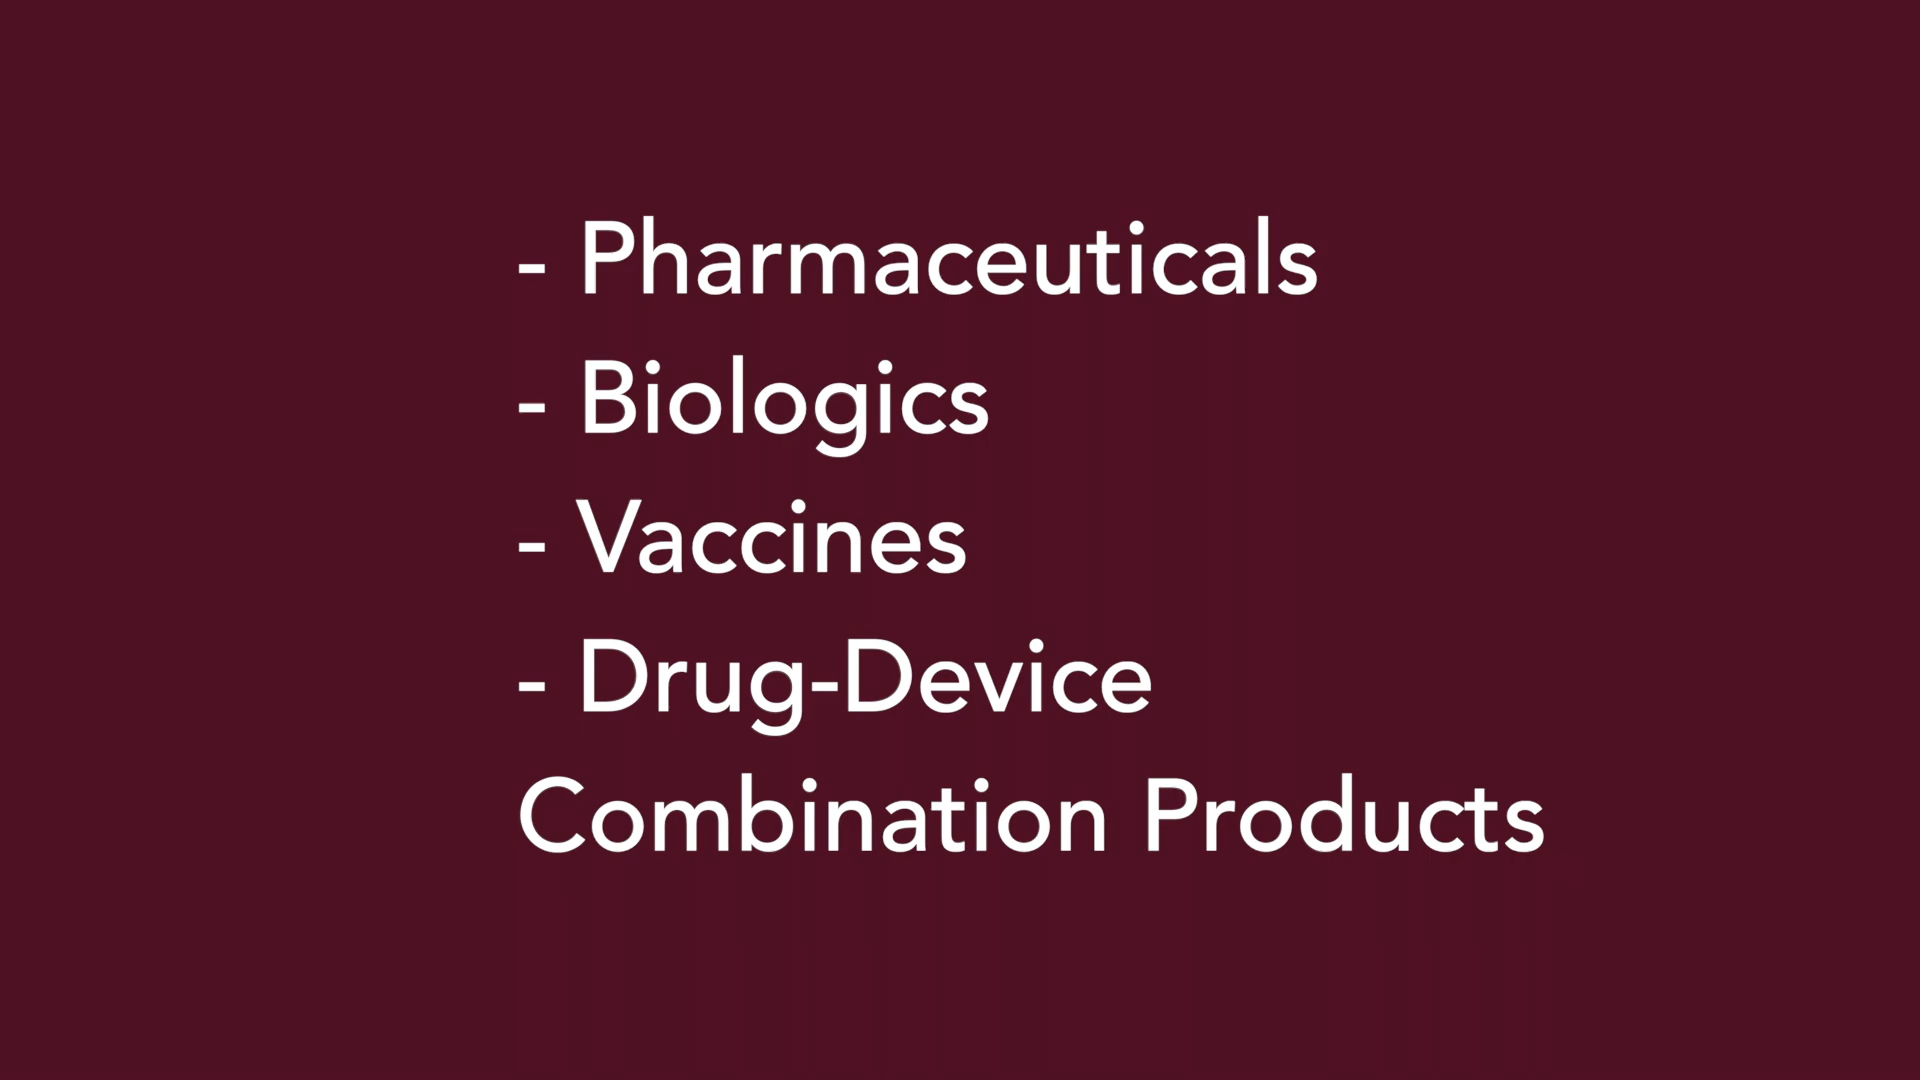 - Pharmaceuticals
- Biologics
- Vaccines
- Drug-Device
Combination Products